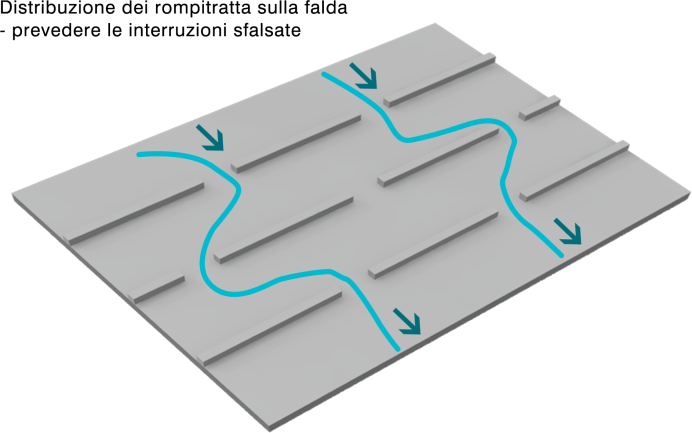 Distribuzione dei rompitratta sulla falda
- prevedere le interruzioni sfalsate